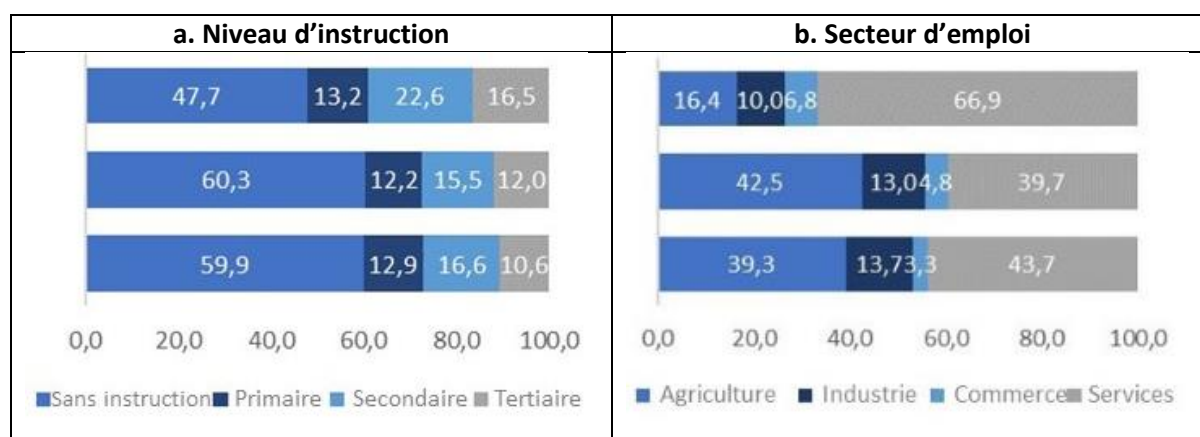 a. Niveau d’instruction
47,7 13,2 22,6 16,5
60,3 12,2 15,5 12,0
59,9 12,9 16,6 10,6
0,0 20,0 40,0 60,0 80,0 100,0
Sans instruction Primaire Secondaire Tertiaire
b. Secteur d’emploi
16,4 10,0 6,8 66,9
42,5 13,0 4,8 39,7
39,3 13,7 3,3 43,7
0,0 20,0 40,0 60,0 80,0 100,0
Agriculture Industrie Commerce Services